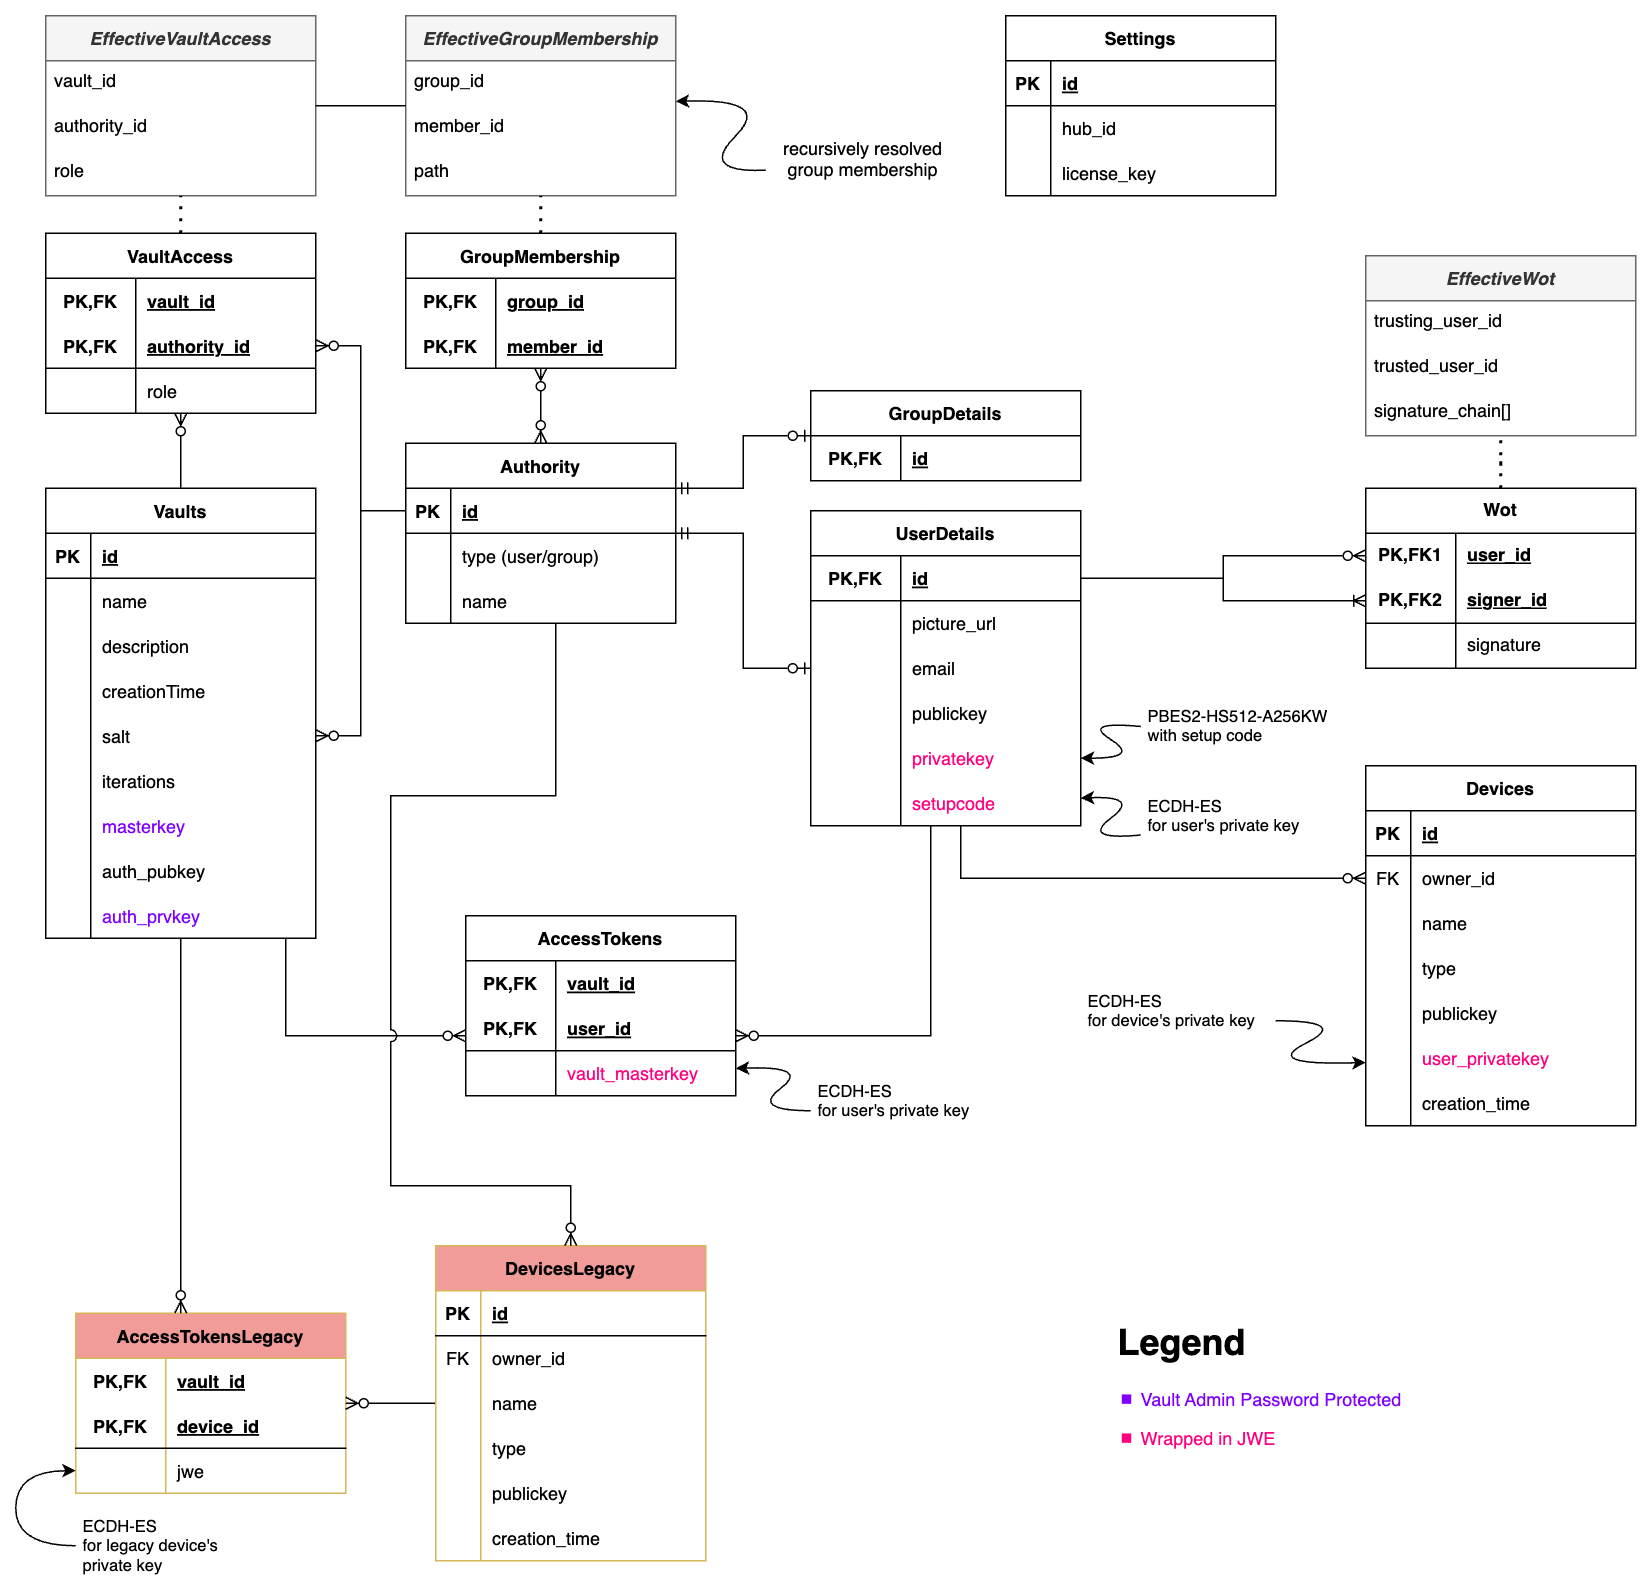 EffectiveVaultAccess
vault_id
authority_id
role
EffectiveGroupMembership
group_id
member_id
path
recursively resolved
group membership
Settings
PK id
hub_id
license_key
VaultAccess
PK,FK vault_id
PK,FK authority_id
role
GroupMembership
PK,FK group_id
PK,FK member_id
EffectiveWot
trusting_user_id
trusted_user_id
signature_chain[]
GroupDetails
PK,FK id
Authority
PK id
type (user/group)
name
Vaults
PK id
name
description
creationTime
salt
iterations
masterkey
auth_pubkey
auth_prvkey
UserDetails
PK,FK id
picture_url
email
publickey
privatekey
setupcode
PBES2-HS512-A256KW
with setup code
ECDH-ES
for user's private key
Wot
PK,FK1 user_id
PK,FK2 signer_id
signature
Devices
PK id
FK owner_id
name
type
publickey
user_privatekey
creation_time
ECDH-ES
for device's private key
AccessTokens
PK,FK vault_id
PK,FK user_id
vault_masterkey
ECDH-ES
for user's private key
DevicesLegacy
PK id
FK owner_id
name
type
publickey
creation_time
AccessTokensLegacy
PK,FK vault_id
PK,FK device_id
jwe
ECDH-ES
for legacy device's
private key
Legend
Vault Admin Password Protected
Wrapped in JWE